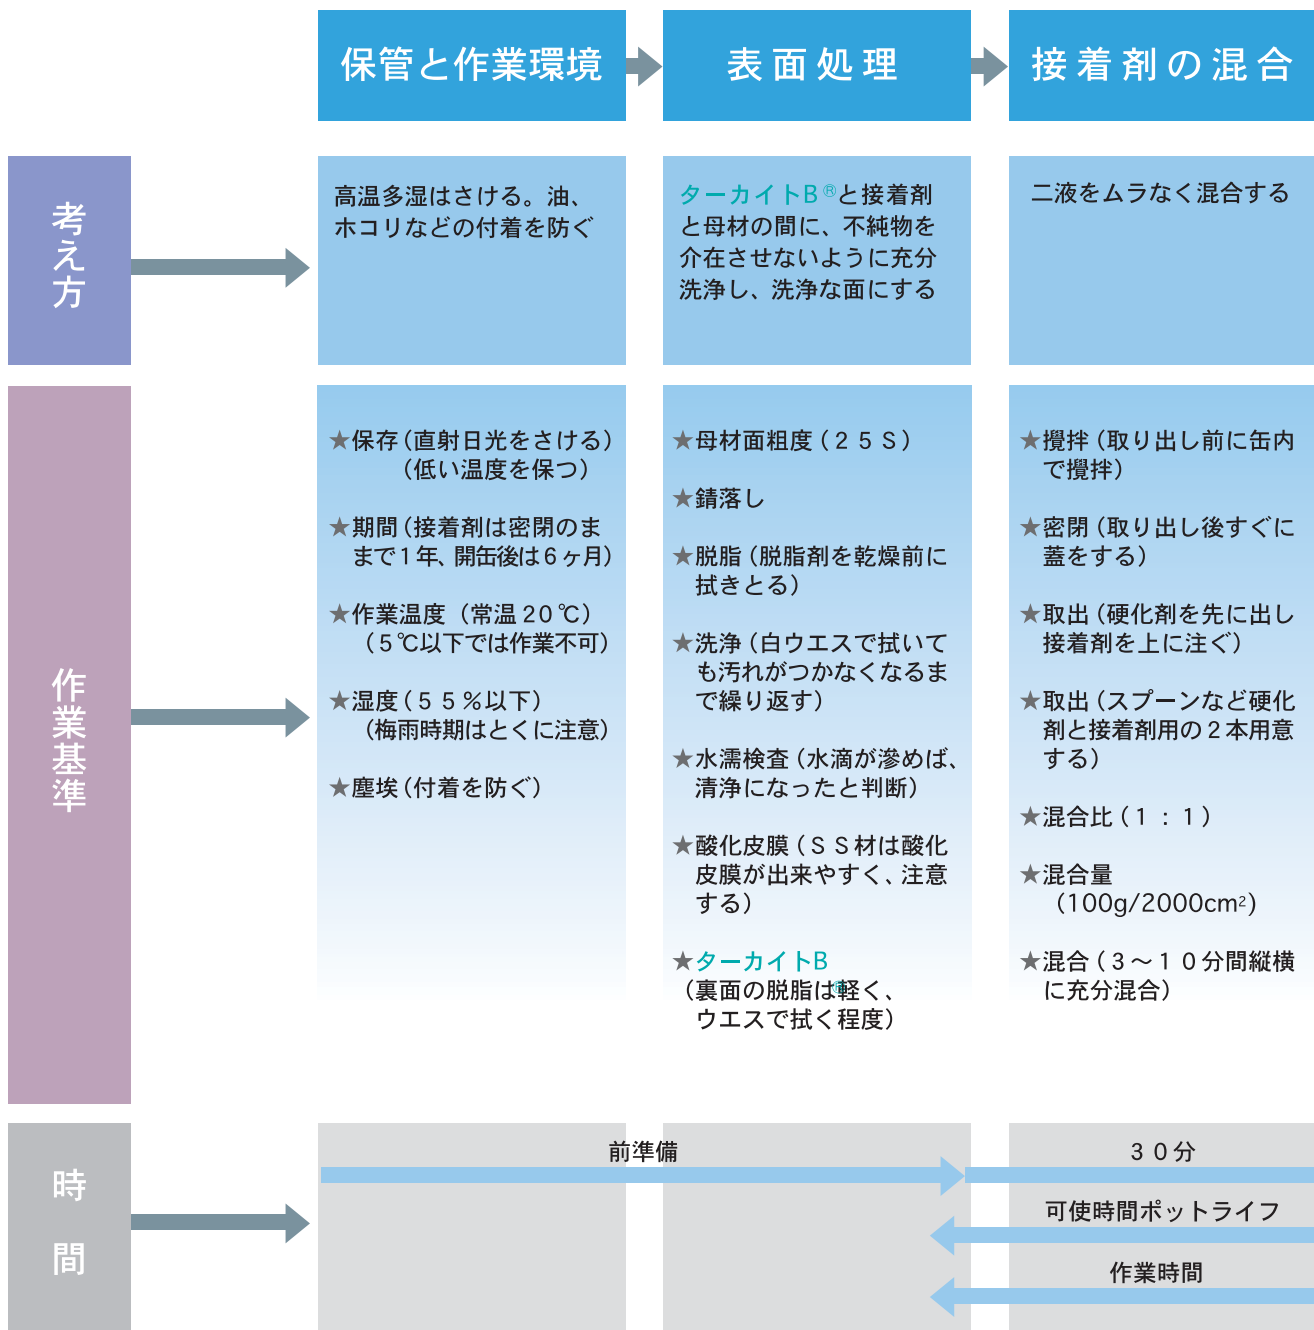 保管と作業環境
表面処理
接着剤の混合
考え方
高温多湿はさける。油、
ホコリなどの付着を防ぐ
ターカイトB®と接着剤
と母材の間に、不純物を
介在させないように充分
洗浄し、洗浄な面にする
二液をムラなく混合する
作業基準
★保存(直射日光をさける)
(低い温度を保つ)
★期間(接着剤は密閉のま
まで1年、開缶後は6ヶ月)
★作業温度(常温20℃)
(5℃以下では作業不可)
★湿度(55%以下)
(梅雨時期はとくに注意)
★塵埃(付着を防ぐ)
★母材面粗度(25S)
★錆落し
★脱脂(脱脂剤を乾燥前に
拭きとる)
★洗浄(白ウエスで拭いて
も汚れがつかなくなるま
で繰り返す)
★水濡検査(水滴が滲めば、
清浄になったと判断)
★酸化皮膜(SS材は酸化
皮膜が出来やすく、注意
する)
★ターカイトB
®
(裏面の脱脂は軽く、
ウエスで拭く程度)
★攪拌(取り出し前に缶内
で攪拌)
★密閉(取り出し後すぐに
蓋をする)
★取出(硬化剤を先に出し
接着剤を上に注ぐ)
★取出(スプーンなど硬化
剤と接着剤用の2本用意
する)
★混合比(1:1)
★混合量
(100g/2000cm²)
★混合(3~10分間縦横
に充分混合)
時間
前準備
30分
可使時間ポットライフ
作業時間